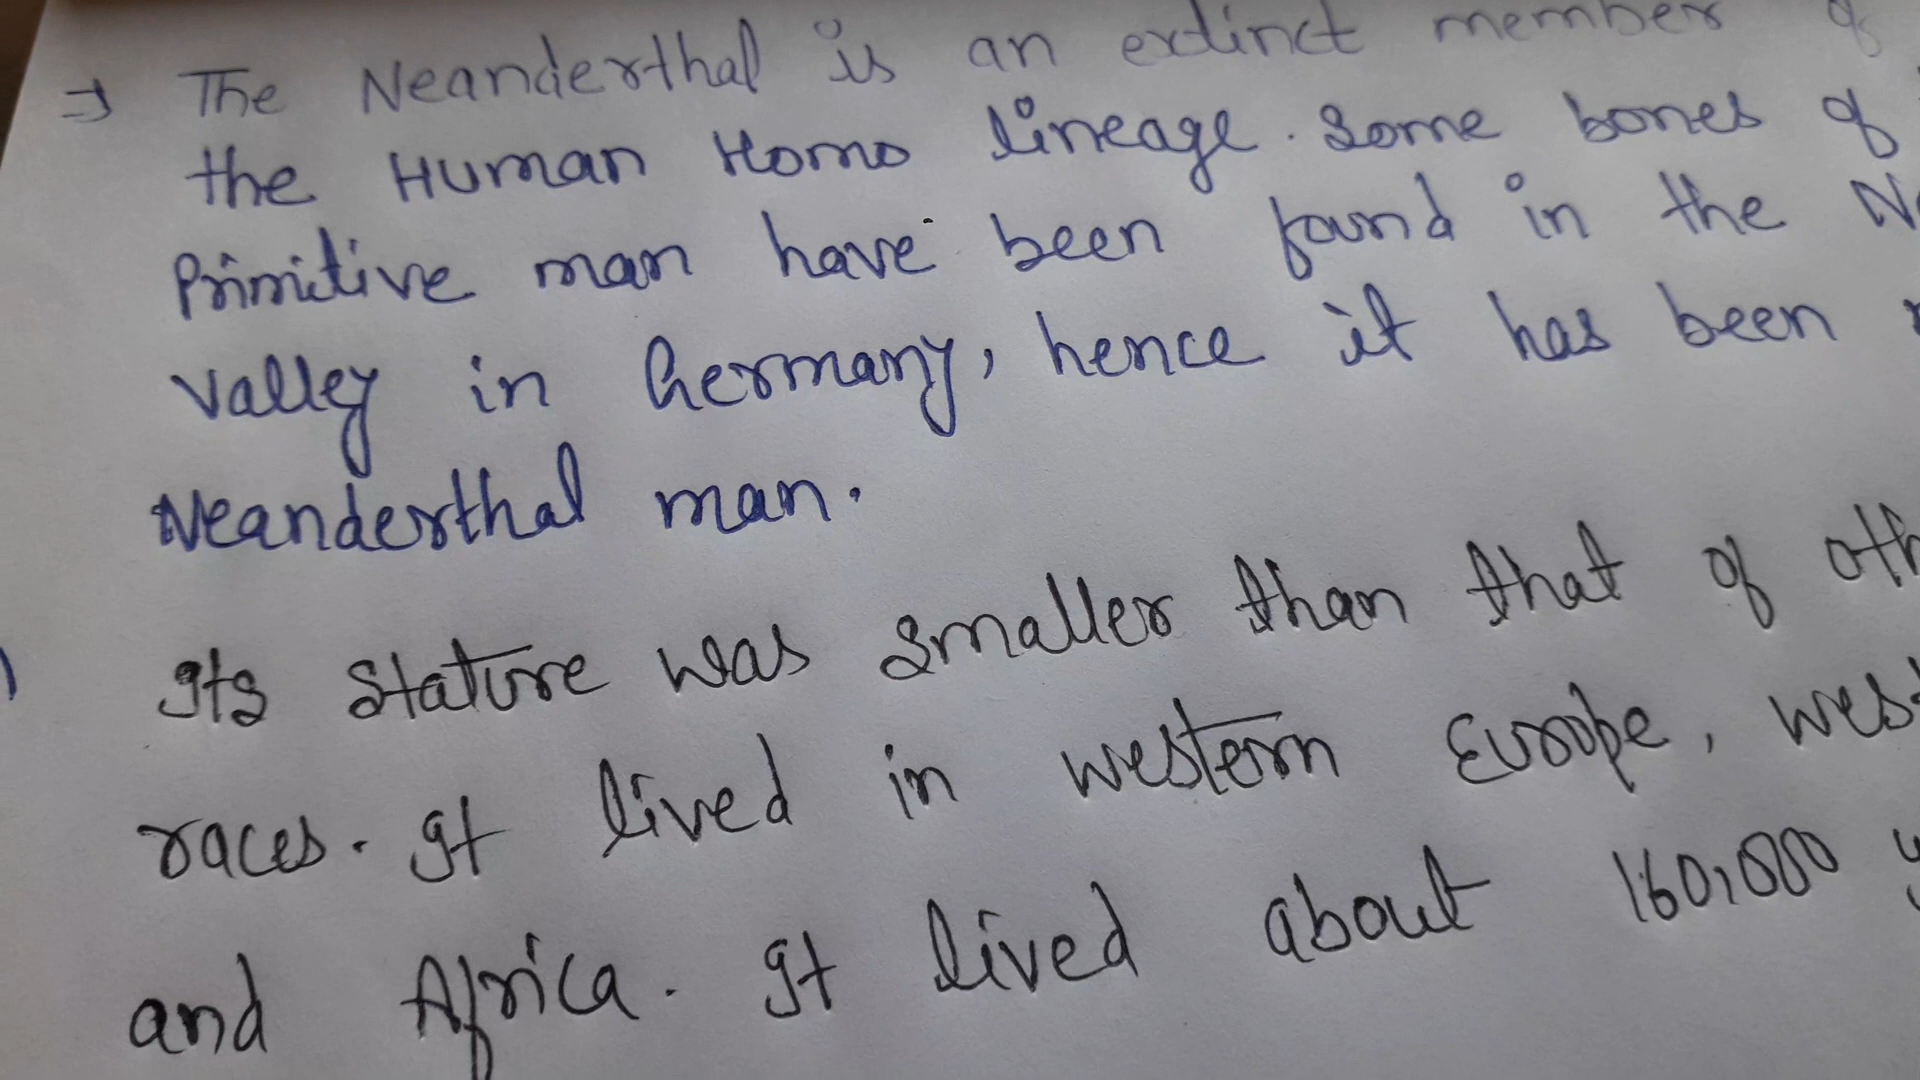 ⇒ The Neanderthal is an extinct member of
the Human Homo lineage. Some bones of
Primitive man have been found in the
valley in Germany, hence it has been
Neanderthal man.
Its stature was smaller than that of
races. It lived in western Europe,
and Africa. It lived about 160,000